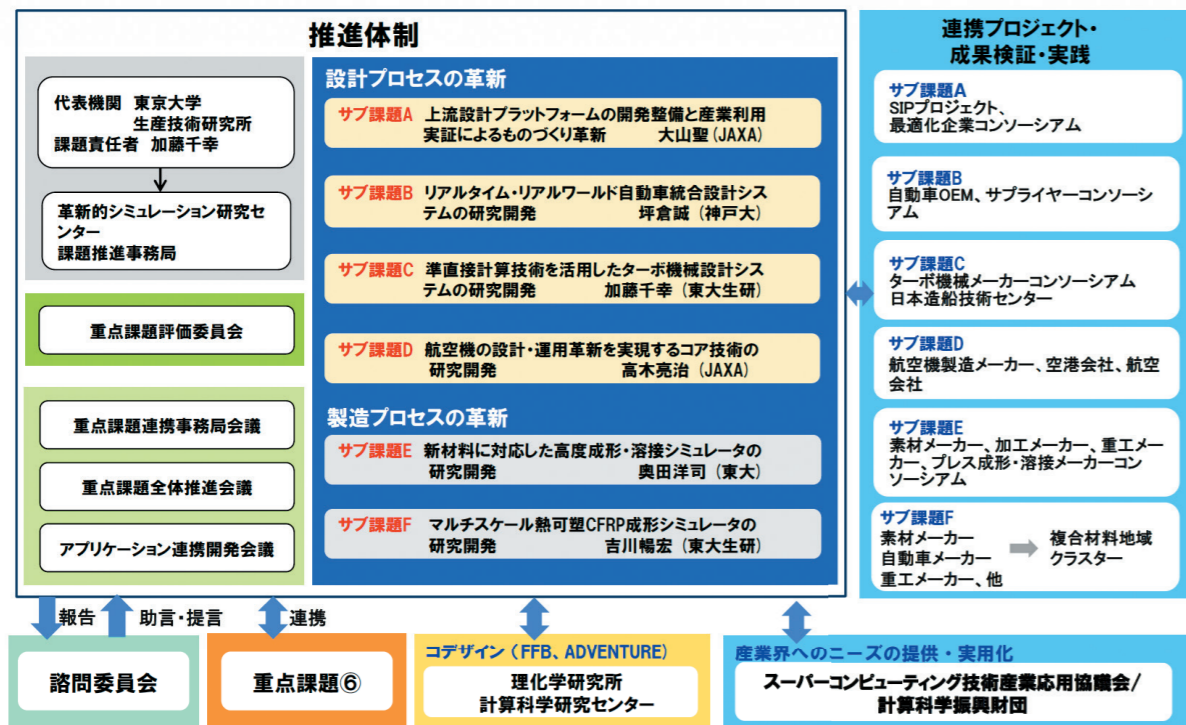 推進体制
代表機関 東京大学
生産技術研究所
課題責任者 加藤千幸
革新的シミュレーション研究セ
ンター
課題推進事務局
重点課題評価委員会
重点課題連携事務局会議
重点課題全体推進会議
アプリケーション連携開発会議
設計プロセスの革新
サブ課題A 上流設計プラットフォームの開発整備と産業利用
実証によるものづくり革新 大山聖(JAXA)
サブ課題B リアルタイム・リアルワールド自動車統合設計シス
テムの研究開発 坪倉誠(神戸大)
サブ課題C 準直接計算技術を活用したターボ機械設計シス
テムの研究開発 加藤千幸(東大生研)
サブ課題D 航空機の設計・運用革新を実現するコア技術の
研究開発 高木亮治(JAXA)
製造プロセスの革新
サブ課題E 新材料に対応した高度成形・溶接シミュレータの
研究開発 奥田洋司(東大)
サブ課題F マルチスケール熱可塑CFRP成形シミュレータの
研究開発 吉川暢宏(東大生研)
連携プロジェクト・
成果検証・実践
サブ課題A
SIPプロジェクト、
最適化企業コンソーシアム
サブ課題B
自動車OEM、サプライヤーコンソーシ
アム
サブ課題C
ターボ機械メーカーコンソーシアム
日本造船技術センター
サブ課題D
航空機製造メーカー、空港会社、航空
会社
サブ課題E
素材メーカー、加工メーカー、重工メー
カー、プレス成形・溶接メーカーコン
ソーシアム
サブ課題F
素材メーカー
自動車メーカー
重工メーカー、他
複合材料地域
クラスター
報告
助言・提言
連携
諮問委員会
重点課題⑥
コデザイン(FFB、ADVENTURE)
理化学研究所
計算科学研究センター
産業界へのニーズの提供・実用化
スーパーコンピューティング技術産業応用協議会/
計算科学振興財団